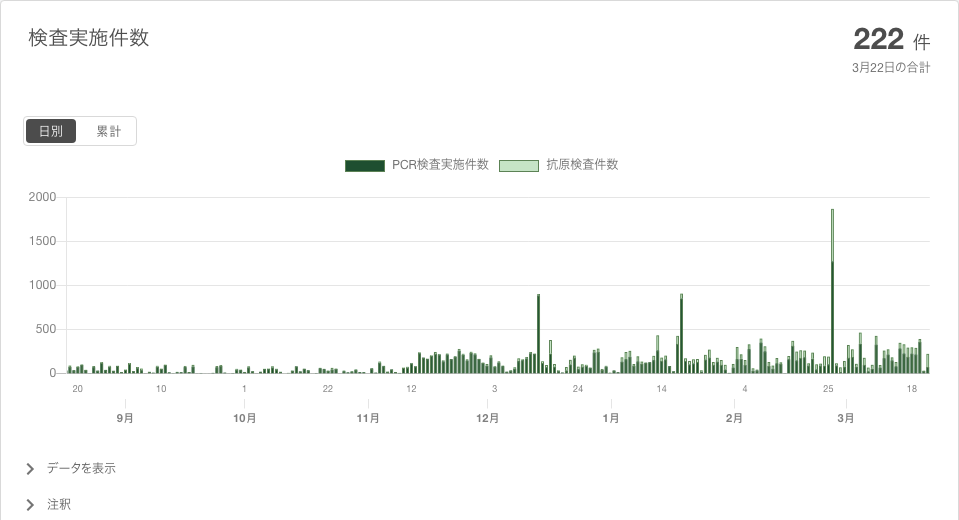 検査実施件数
222 件
3月22日の合計
日別 累計
PCR検査実施件数 抗原検査件数
2000
1500
1000
500
0
20 10 1 22 12 3 24 14 4 25 18
9月 10月 11月 12月 1月 2月 3月
データを表示
注釈